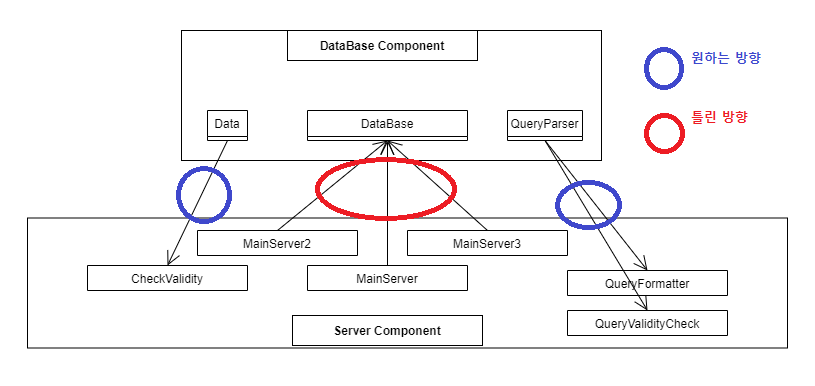 DataBase Component
원하는 방향
틀린 방향
Data
DataBase
QueryParser
MainServer2
MainServer3
CheckValidity
MainServer
QueryFormatter
QueryValidityCheck
Server Component